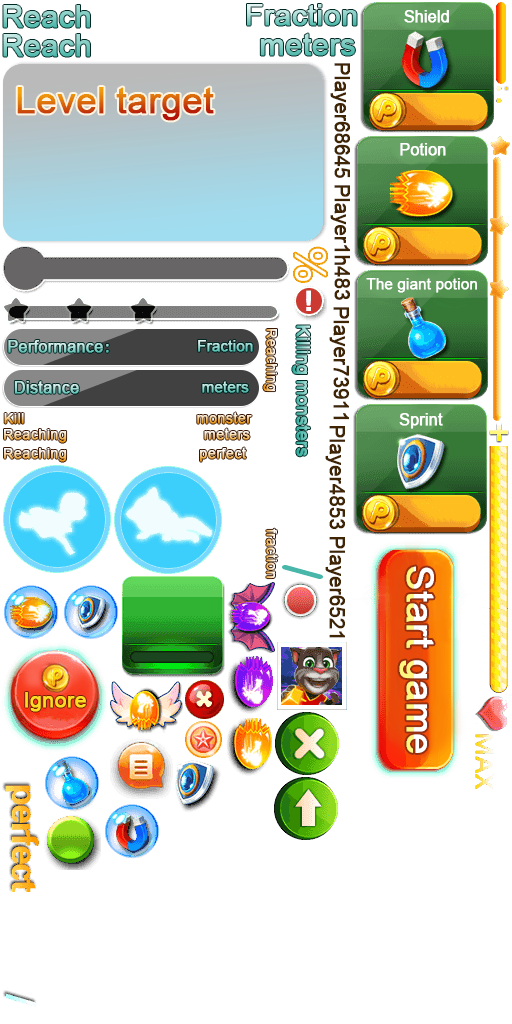 Reach
Reach
Fraction
meters
Level target
Shield
Potion
The giant potion
Sprint
Player68645 Player1h483 Player73911 Player4853 Player6521
%
Performance:
Fraction
Distance
meters
Reaching
Killing monsters
Kill
monster
Reaching
meters
Reaching
perfect
fraction
/
Start game
Ignore
+
MAX
perfect
/